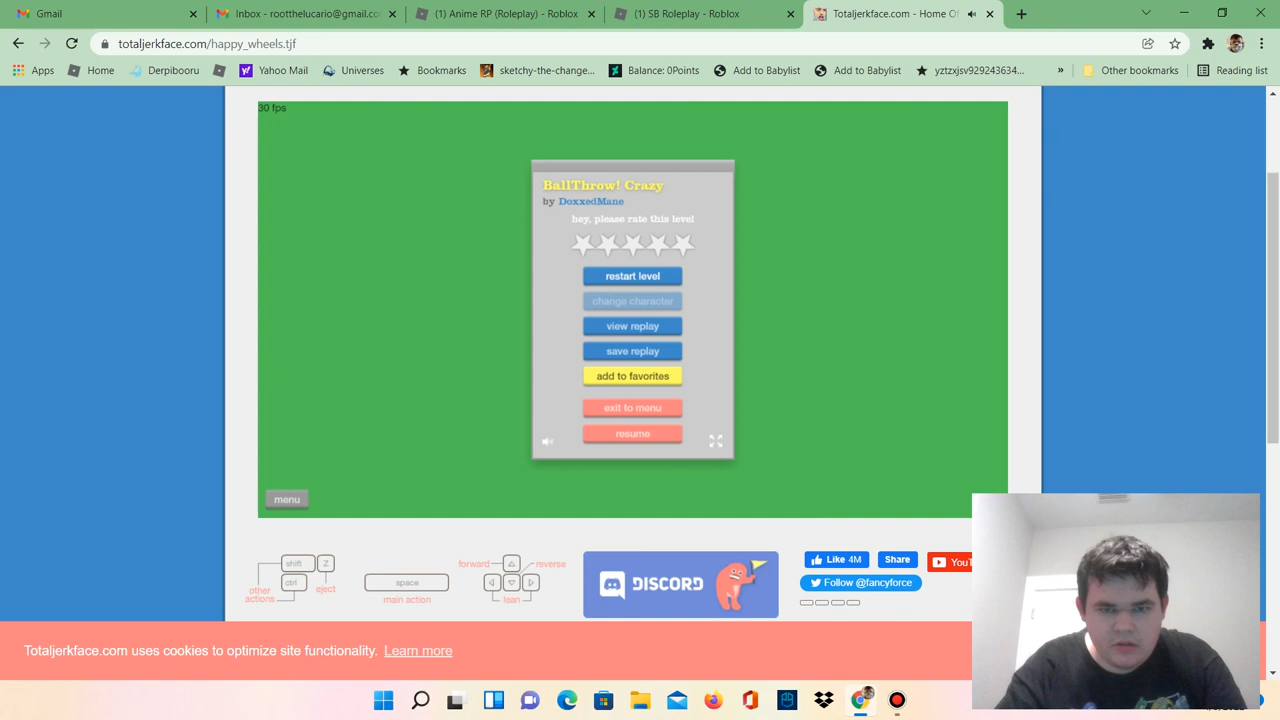 Gmail
Inbox - rootthelucario@gmail.co
(1) Anime RP (Roleplay) - Roblox
(1) SB Roleplay - Roblox
Totaljerkface.com - Home Of
totaljerkface.com/happy_wheels.tjf
Apps
Home
Derpibooru
Yahoo Mail
Universes
Bookmarks
sketchy-the-change...
Balance: 0Points
Add to Babylist
Add to Babylist
yztzxjsv929243634...
»
Other bookmarks
Reading list
30 fps
BallThrow! Crazy
by DoxxedMane
hey, please rate this level
restart level
change character
view replay
save replay
add to favorites
exit to menu
resume
menu
shift
Z
ctrl
other
actions
eject
space
main action
forward
reverse
lean
DISCORD
Like 4M
Share
YouT
Follow @fancyforce
Totaljerkface.com uses cookies to optimize site functionality. Learn more